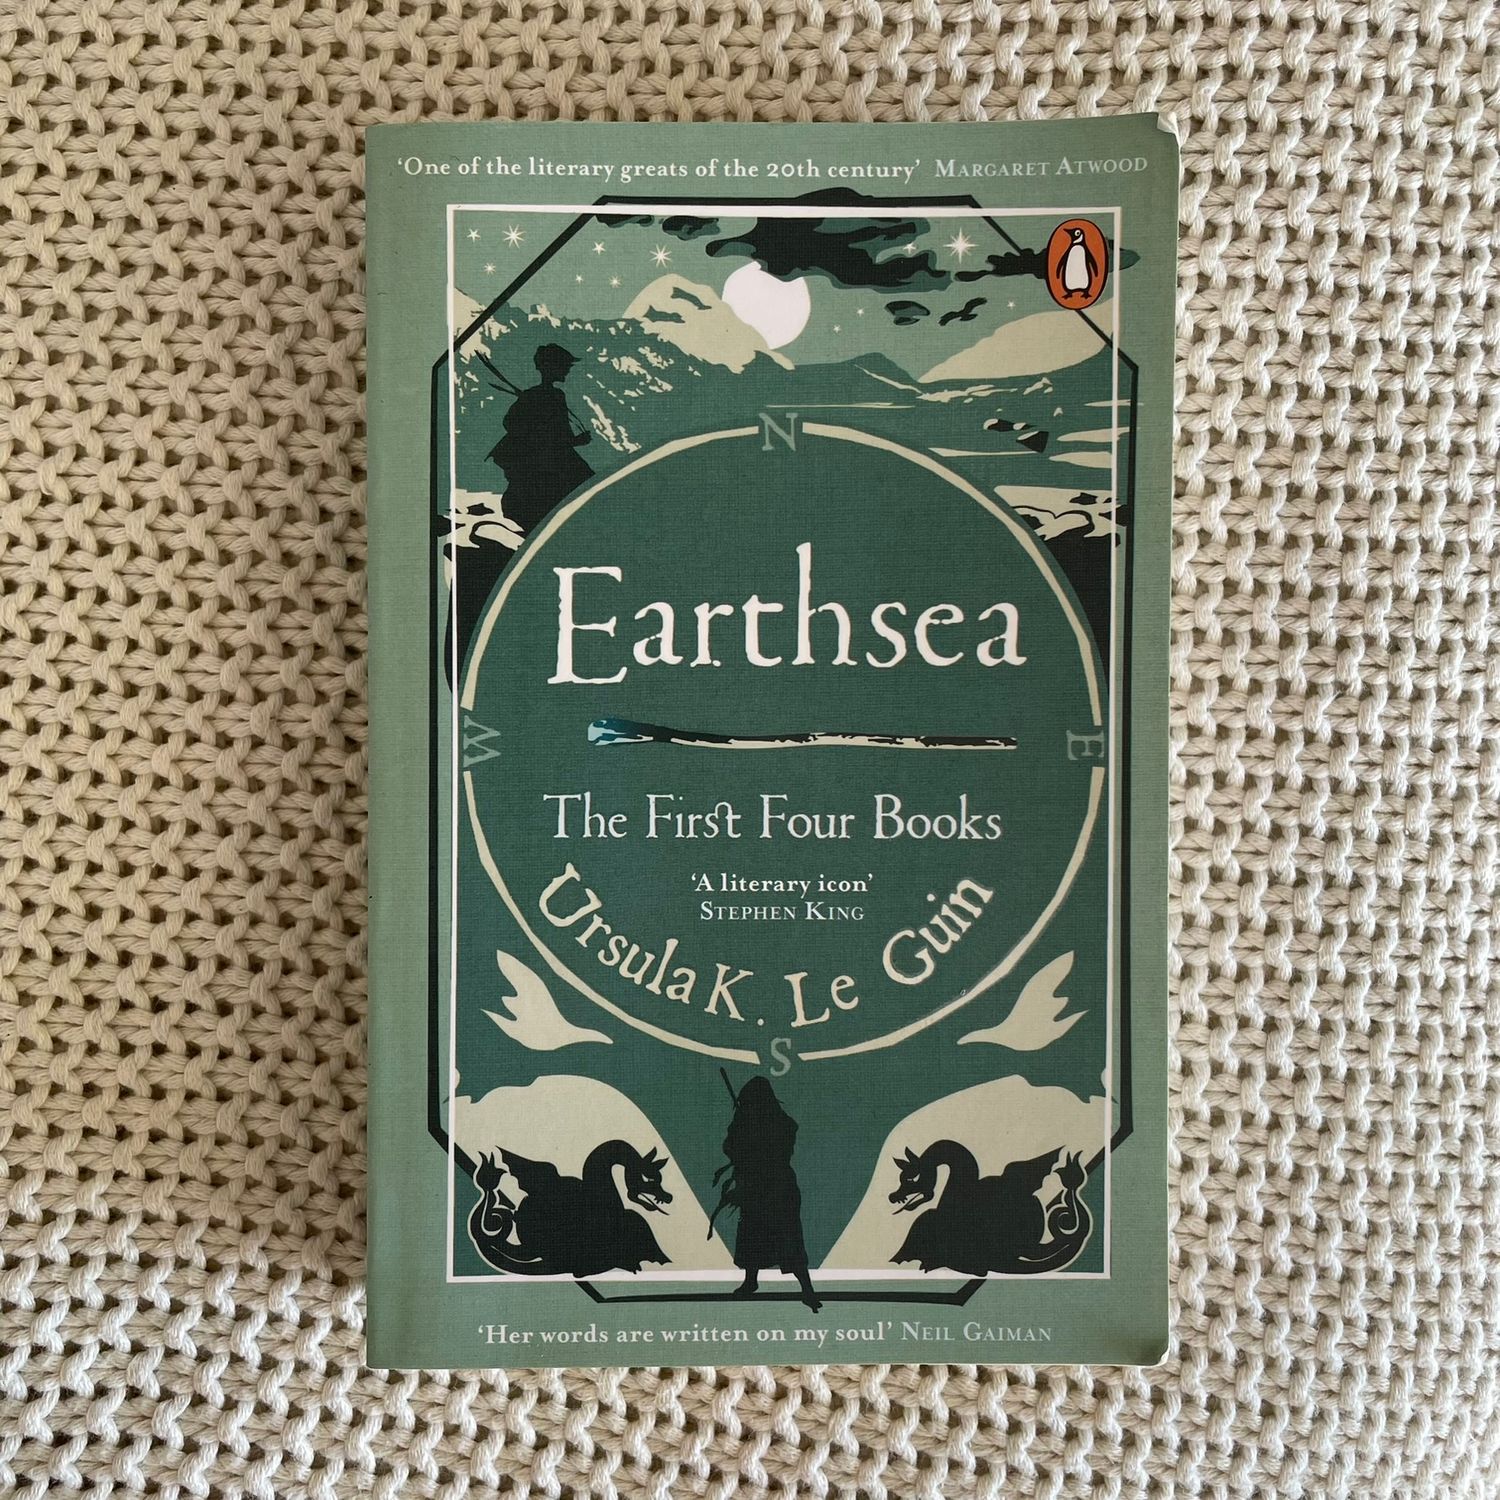 ‘One of the literary greats of the 20th century’ MARGARET ATWOOD
N
Earthsea
W
E
The First Four Books
‘A literary icon’
STEPHEN KING
Ursula K. Le Guin
S
‘Her words are written on my soul’ NEIL GAIMAN